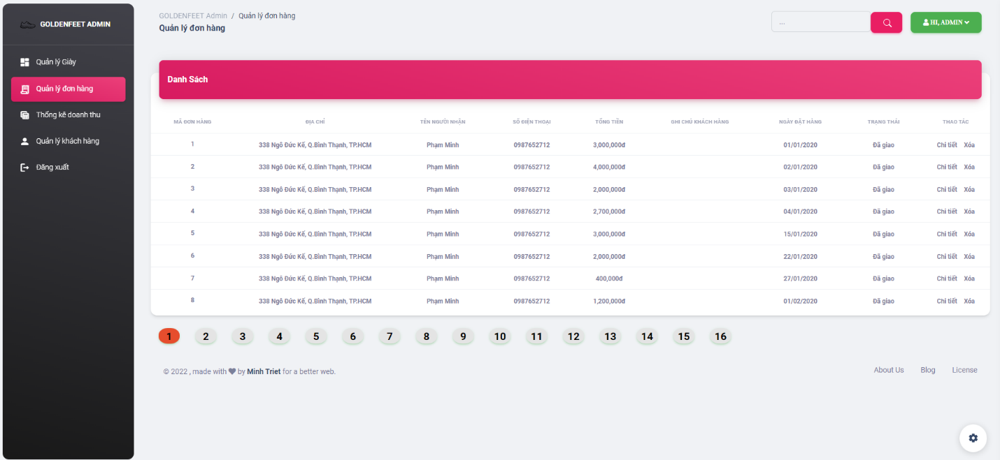 GOLDENFEET ADMIN
Quản lý Giày
Quản lý đơn hàng
Thống kê doanh thu
Quản lý khách hàng
Đăng xuất
GOLDENFEET Admin / Quản lý đơn hàng
Quản lý đơn hàng
...
HI, ADMIN
Danh Sách
MÃ ĐƠN HÀNG ĐỊA CHỈ TÊN NGƯỜI NHẬN SỐ ĐIỆN THOẠI TỔNG TIỀN GHI CHÚ KHÁCH HÀNG NGÀY ĐẶT HÀNG TRẠNG THÁI THAO TÁC
1 338 Ngô Đức Kế, Q.Bình Thạnh, TP.HCM Phạm Minh 0987652712 3,000,000đ 01/01/2020 Đã giao Chi tiết Xóa
2 338 Ngô Đức Kế, Q.Bình Thạnh, TP.HCM Phạm Minh 0987652712 4,000,000đ 02/01/2020 Đã giao Chi tiết Xóa
3 338 Ngô Đức Kế, Q.Bình Thạnh, TP.HCM Phạm Minh 0987652712 2,000,000đ 03/01/2020 Đã giao Chi tiết Xóa
4 338 Ngô Đức Kế, Q.Bình Thạnh, TP.HCM Phạm Minh 0987652712 2,700,000đ 04/01/2020 Đã giao Chi tiết Xóa
5 338 Ngô Đức Kế, Q.Bình Thạnh, TP.HCM Phạm Minh 0987652712 3,000,000đ 15/01/2020 Đã giao Chi tiết Xóa
6 338 Ngô Đức Kế, Q.Bình Thạnh, TP.HCM Phạm Minh 0987652712 2,000,000đ 22/01/2020 Đã giao Chi tiết Xóa
7 338 Ngô Đức Kế, Q.Bình Thạnh, TP.HCM Phạm Minh 0987652712 400,000đ 27/01/2020 Đã giao Chi tiết Xóa
8 338 Ngô Đức Kế, Q.Bình Thạnh, TP.HCM Phạm Minh 0987652712 1,200,000đ 01/02/2020 Đã giao Chi tiết Xóa
1 2 3 4 5 6 7 8 9 10 11 12 13 14 15 16
© 2022 , made with ♥ by Minh Triet for a better web.
About Us Blog License